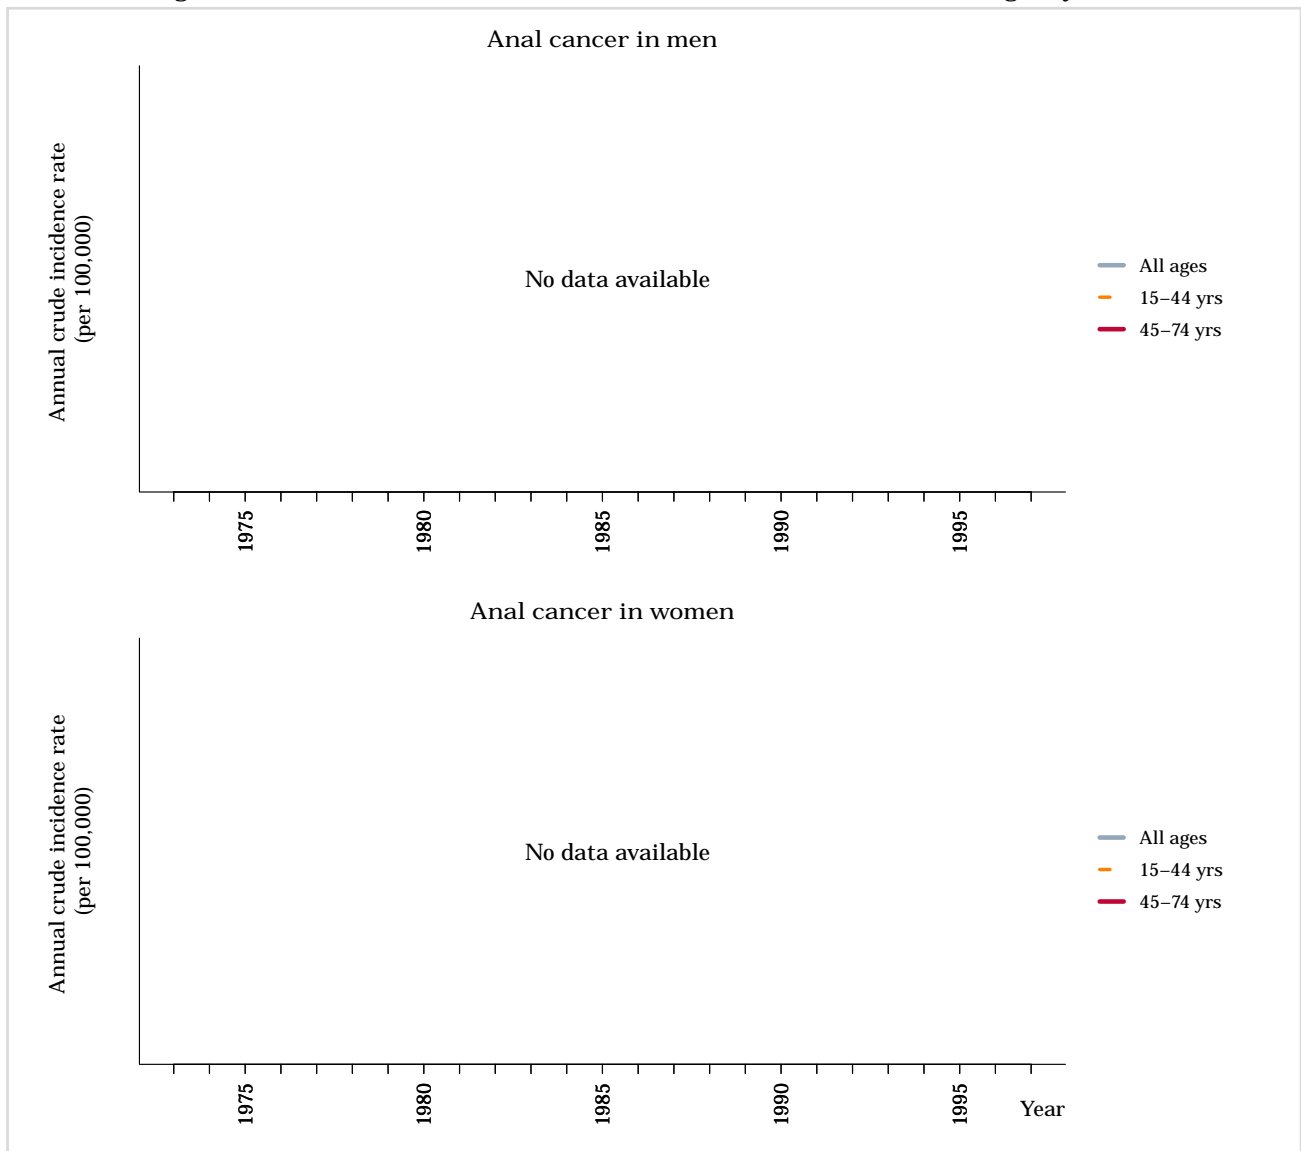 Anal cancer in men
Annual crude incidence rate
(per 100,000)
No data available
All ages
15−44 yrs
45−74 yrs
1975
1980
1985
1990
1995
Anal cancer in women
Annual crude incidence rate
(per 100,000)
No data available
All ages
15−44 yrs
45−74 yrs
1975
1980
1985
1990
1995
Year